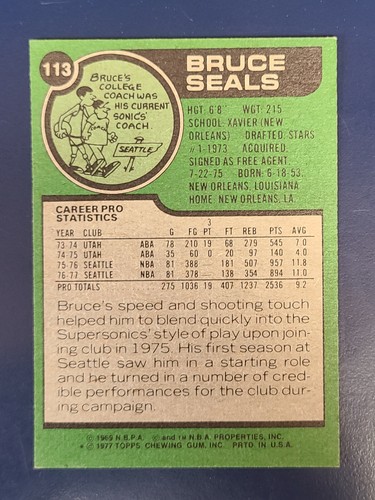 113
BRUCE'S
COLLEGE
COACH WAS
HIS CURRENT
SONICS'
COACH.
SEATTLE
BRUCE
SEALS
HGT: 6'8" WGT: 215
SCHOOL: XAVIER (NEW
ORLEANS) DRAFTED: STARS
#1-1973 ACQUIRED:
SIGNED AS FREE AGENT,
7-22-75 BORN: 6-18-53,
NEW ORLEANS, LOUISIANA
HOME: NEW ORLEANS, LA.
CAREER PRO
STATISTICS
YEAR CLUB G FG 3 PT FT REB PTS AVG
73-74 UTAH ABA 78 210 19 68 279 545 7.0
74-75 UTAH ABA 35 60 0 20 97 140 4.0
75-76 SEATTLE NBA 81 388 - 181 507 957 11.8
76-77 SEATTLE NBA 81 378 - 138 354 894 11.0
PRO TOTALS 275 1036 19 407 1237 2536 9.2
Bruce's speed and shooting touch
helped him to blend quickly into the
Supersonics' style of play upon join-
ing club in 1975. His first season at
Seattle saw him in a starting role
and he turned in a number of cred-
ible performances for the club dur-
ing campaign.
© 1969 N.B.P.A. © and ™ N.B.A. PROPERTIES, INC.
* © 1977 TOPPS CHEWING GUM, INC. PRTD. IN U.S.A.